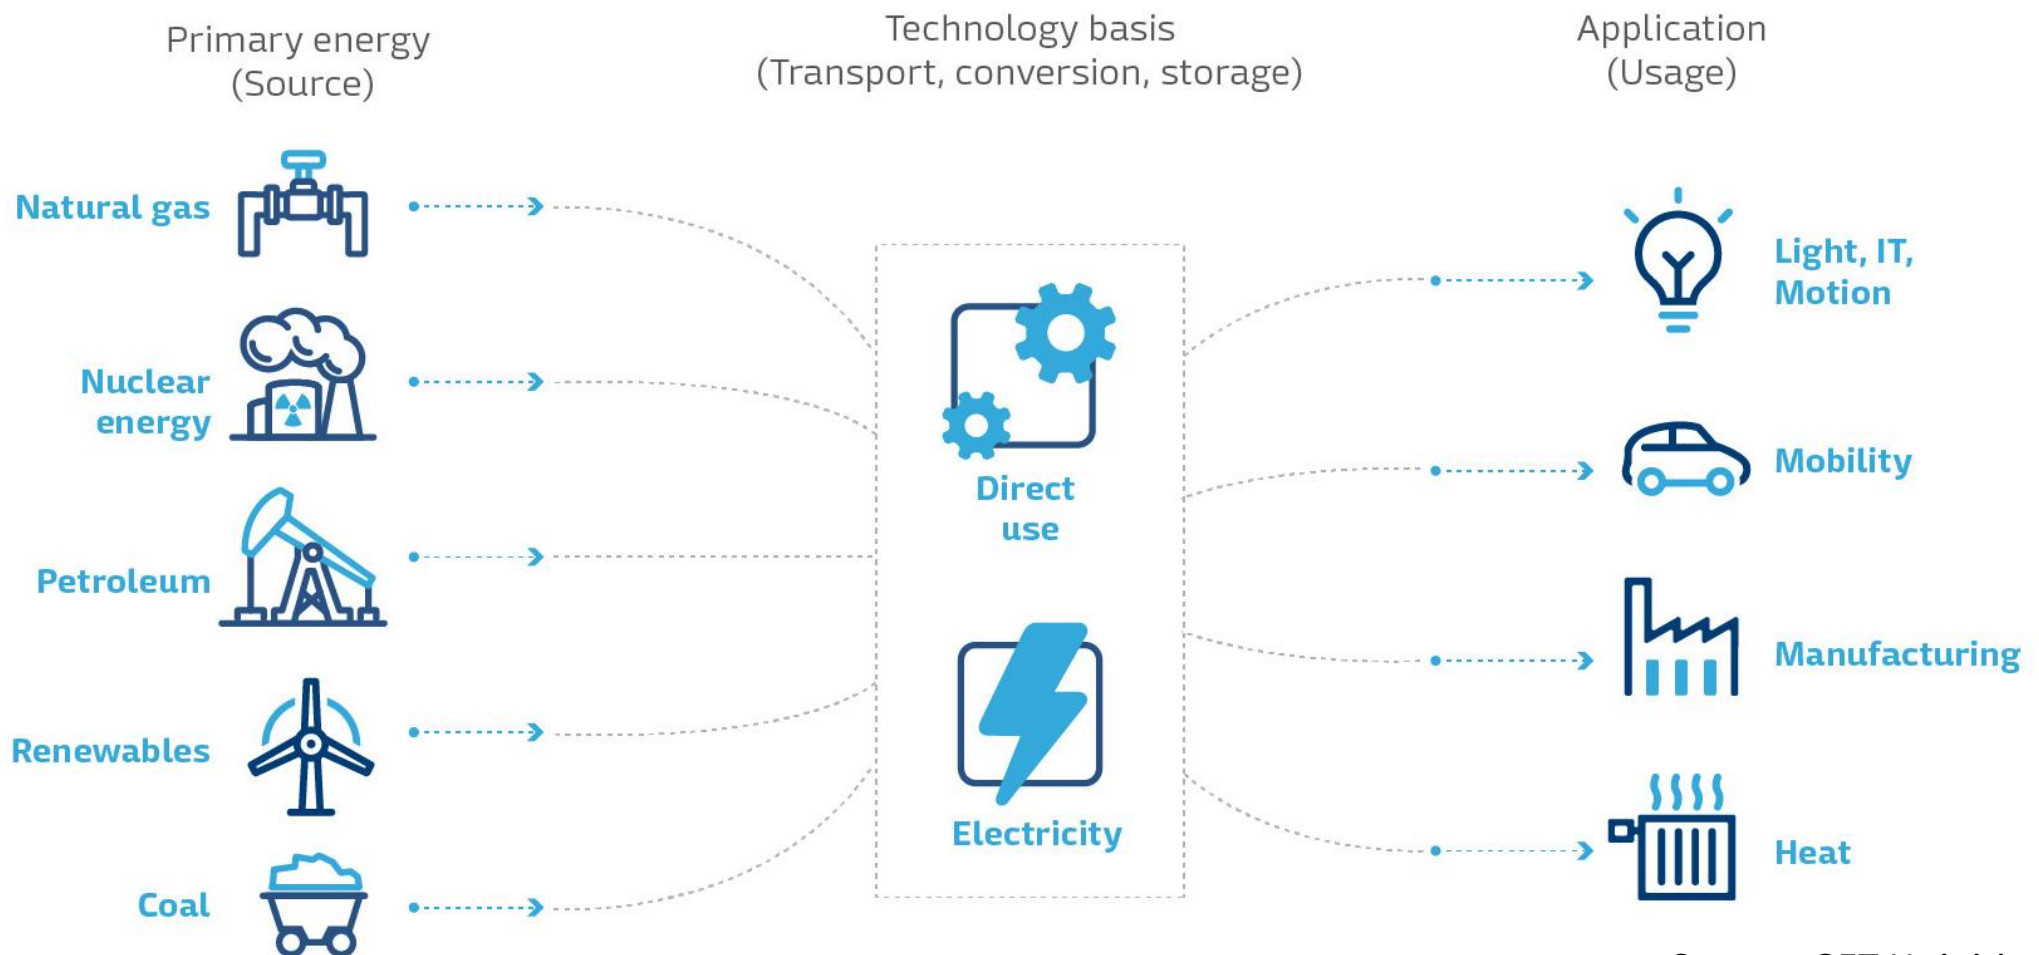 Primary energy
(Source)
Technology basis
(Transport, conversion, storage)
Application
(Usage)
Natural gas
Nuclear
energy
Petroleum
Renewables
Coal
Direct
use
Electricity
Light, IT,
Motion
Mobility
Manufacturing
Heat